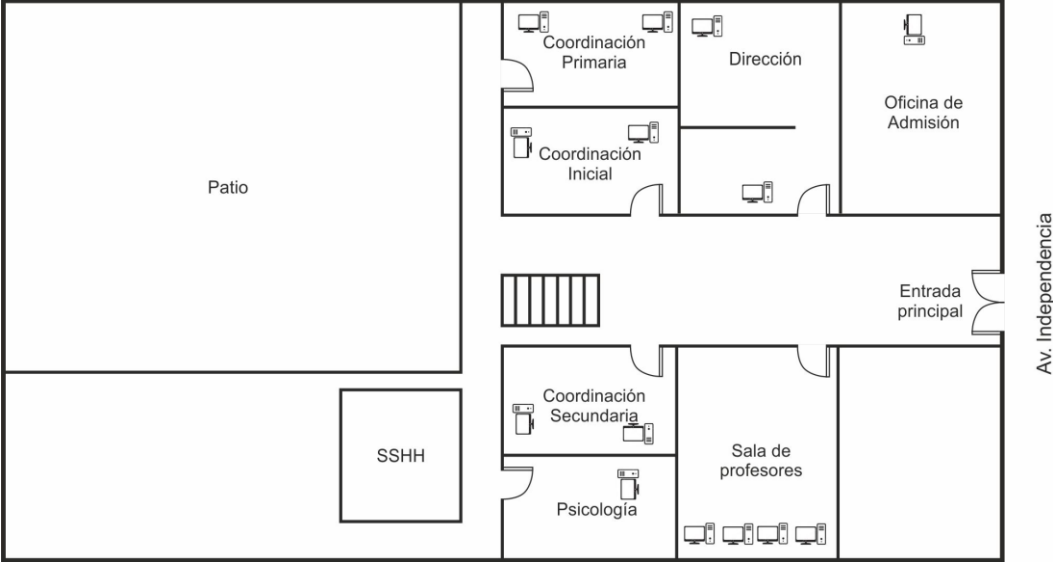 Coordinación
Primaria
Dirección
Oficina de
Admisión
Coordinación
Inicial
Patio
Av. Independencia
Entrada
principal
Coordinación
Secundaria
SSHH
Sala de
profesores
Psicología